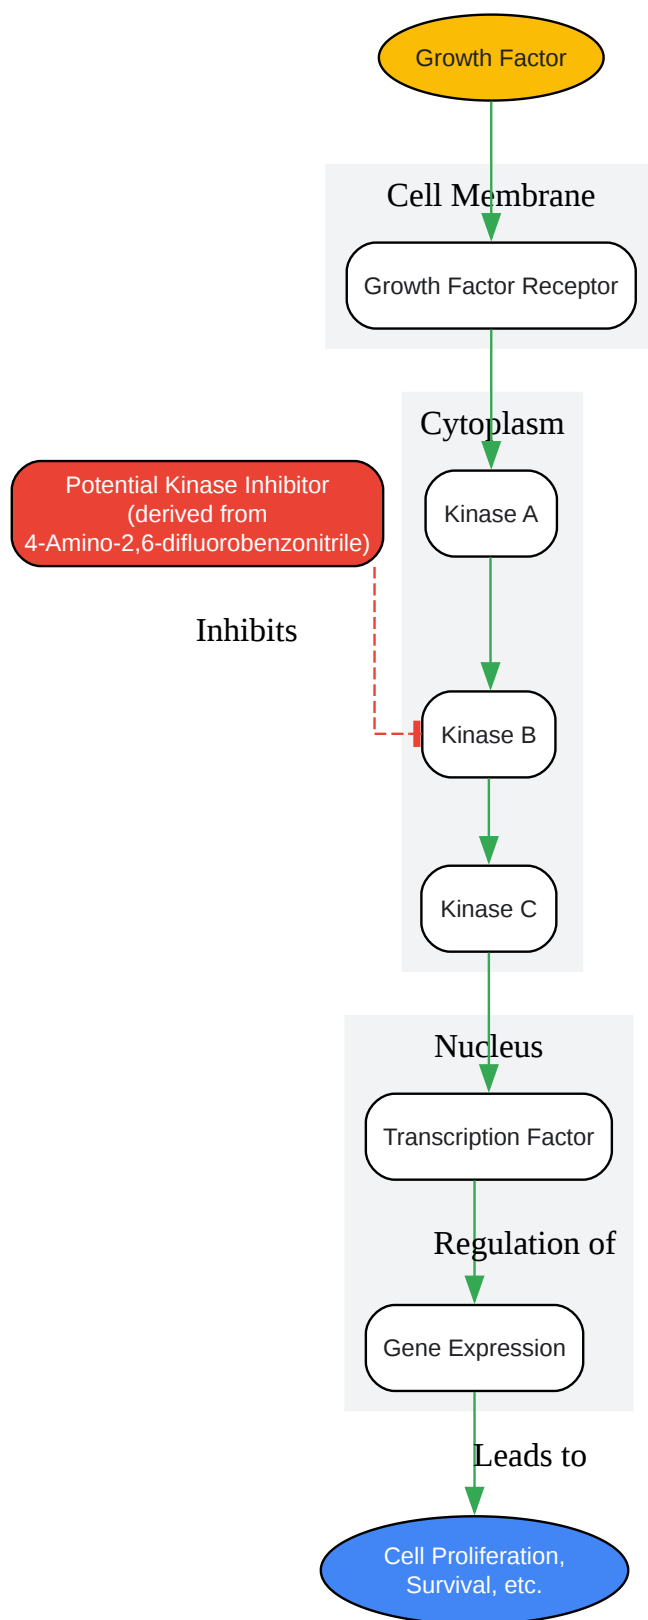 Growth Factor
Cell Membrane
Growth Factor Receptor
Cytoplasm
Potential Kinase Inhibitor
(derived from
4-Amino-2,6-difluorobenzonitrile)
Kinase A
Inhibits
Kinase B
Kinase C
Nucleus
Transcription Factor
Regulation of
Gene Expression
Leads to
Cell Proliferation,
Survival, etc.